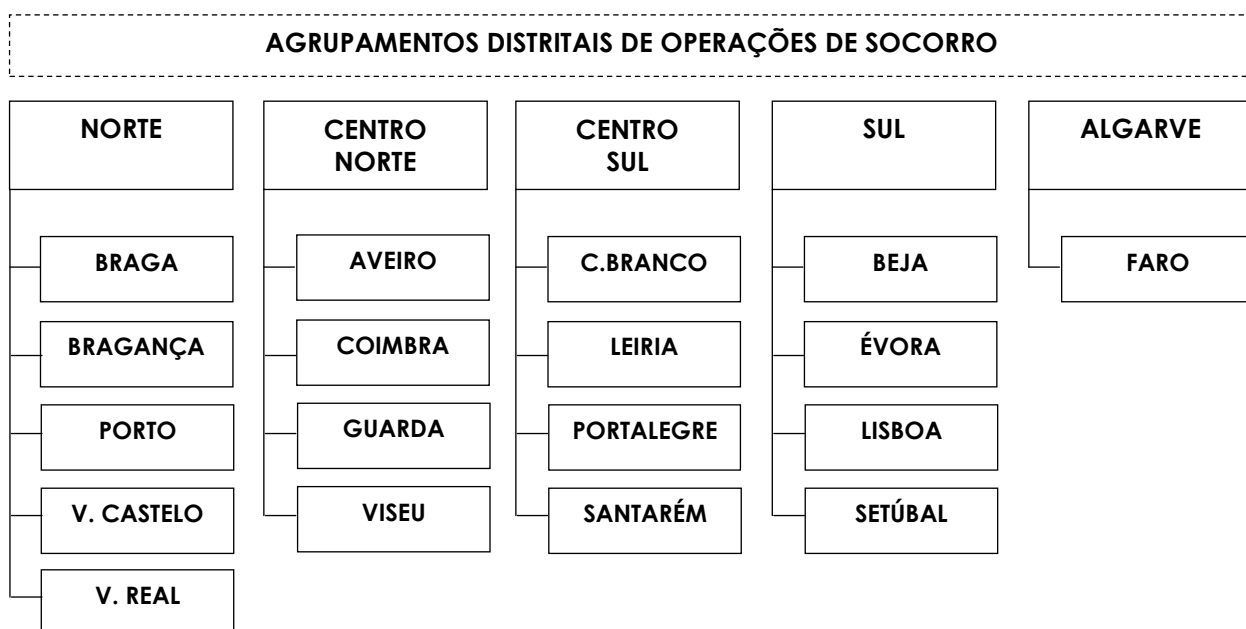 AGRUPAMENTOS DISTRITAIS DE OPERAÇÕES DE SOCORRO
NORTE
BRAGA
BRAGANÇA
PORTO
V. CASTELO
V. REAL
CENTRO
NORTE
AVEIRO
COIMBRA
GUARDA
VISEU
CENTRO
SUL
C.BRANCO
LEIRIA
PORTALEGRE
SANTARÉM
SUL
BEJA
ÉVORA
LISBOA
SETÚBAL
ALGARVE
FARO